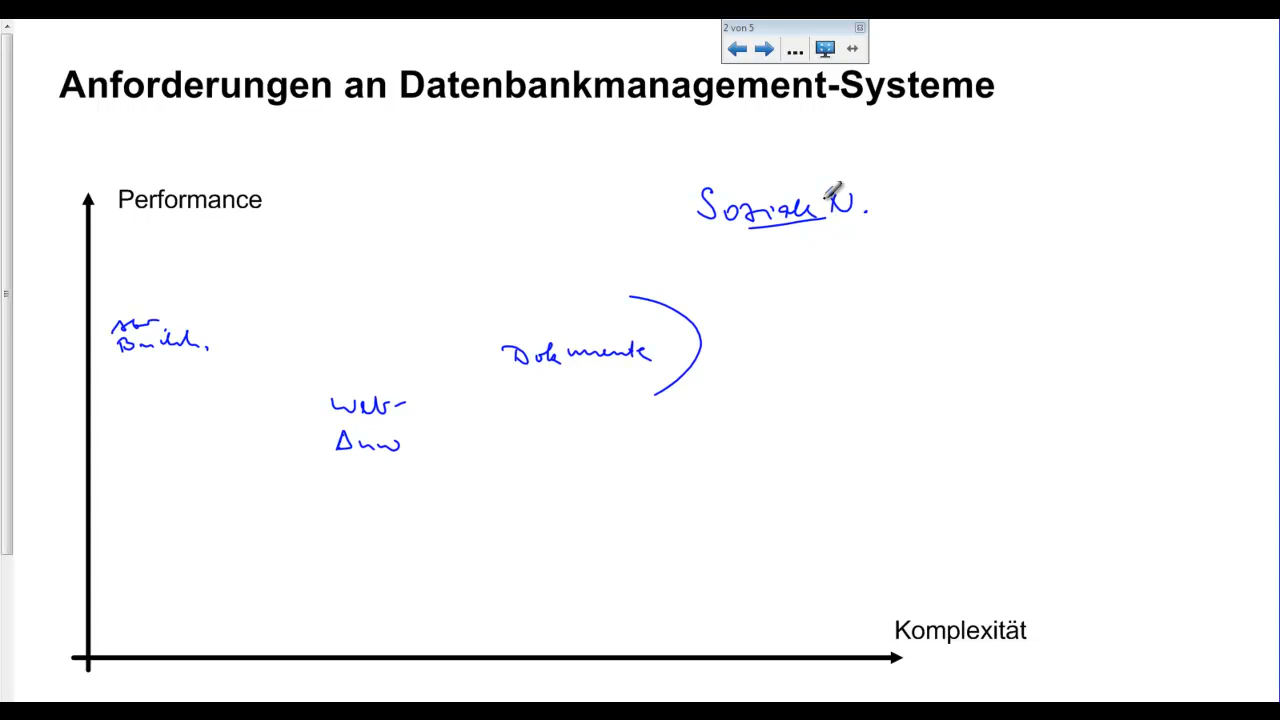 2 von 5
Anforderungen an Datenbankmanagement-Systeme
Performance
Soziale N.
Dokumente
Web-
Anw
Komplexität